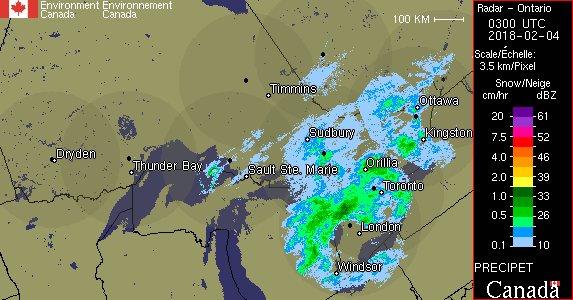 Environment Environnement
Canada Canada
100 KM
Radar - Ontario
0300 UTC
2018-02-04
Scale/Échelle:
3.5 km/Pixel
Snow/Neige
cm/hr dBZ
20 61
7.5 52
4.0 46
2.0 39
1.0 33
0.5 26
0.1 10
PRECIPET
Canada
Timmins
Ottawa
Sudbury
Kingston
Dryden
Thunder Bay
Sault Ste. Marie
Orillia
Toronto
London
Windsor